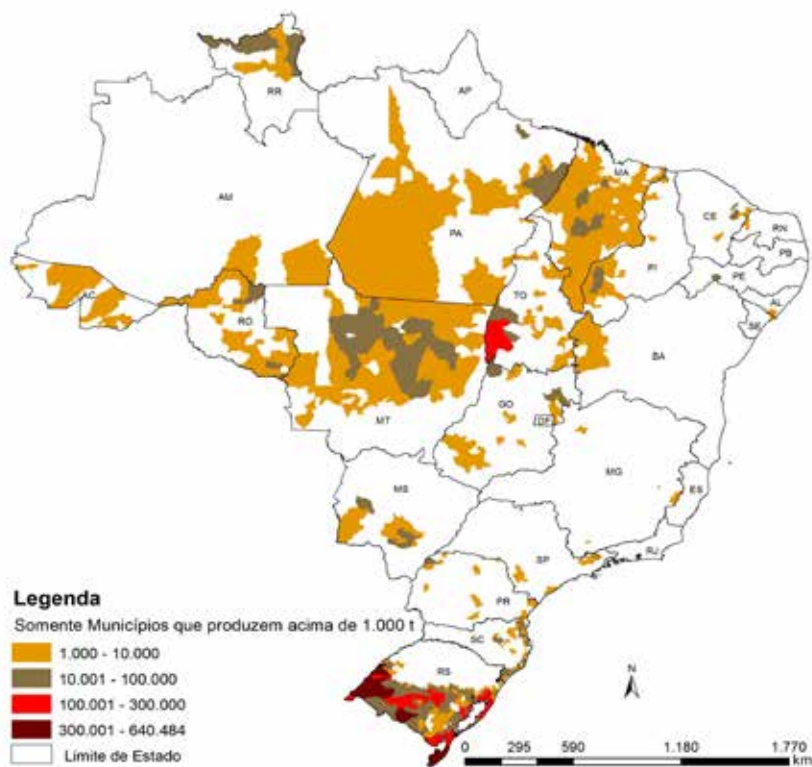 RR
AP
AM
PA
MA
CE
RN
PB
PI
PE
AL
SE
AC
TO
RO
BA
MT
GO
DF
MG
ES
MS
SP
RJ
PR
SC
RS
Legenda
Somente Municípios que produzem acima de 1.000 t
1.000 - 10.000
10.001 - 100.000
100.001 - 300.000
300.001 - 640.484
Límite de Estado
N
0 295 590 1.180 1.770
km